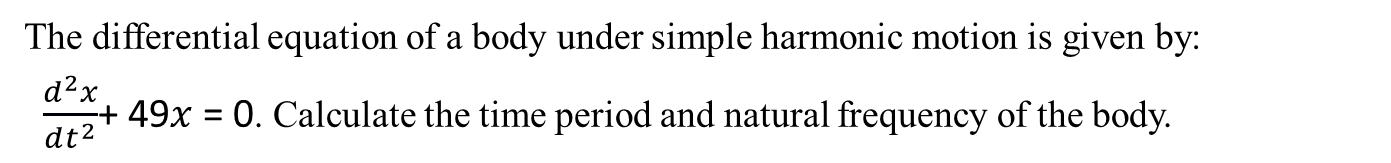 The differential equation of a body under simple harmonic motion is given by:
d²x/dt² + 49x = 0. Calculate the time period and natural frequency of the body.